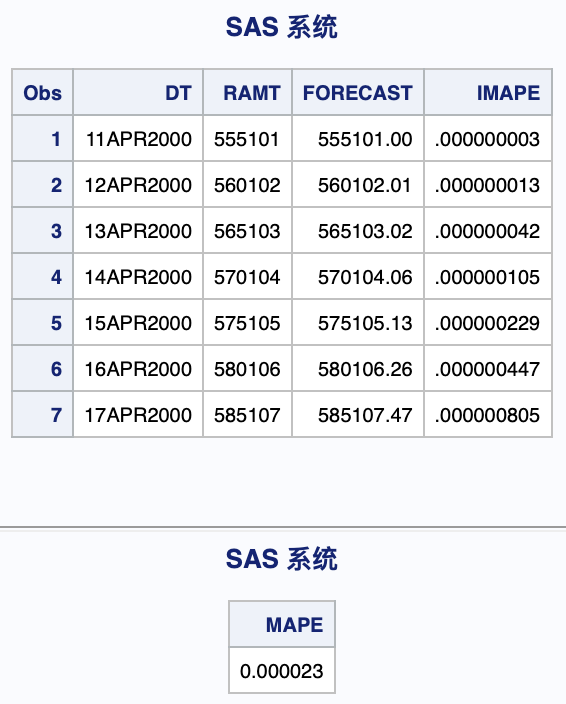 SAS 系统
Obs DT RAMT FORECAST IMAPE
1 11APR2000 555101 555101.00 .000000003
2 12APR2000 560102 560102.01 .000000013
3 13APR2000 565103 565103.02 .000000042
4 14APR2000 570104 570104.06 .000000105
5 15APR2000 575105 575105.13 .000000229
6 16APR2000 580106 580106.26 .000000447
7 17APR2000 585107 585107.47 .000000805
SAS 系统
MAPE
0.000023